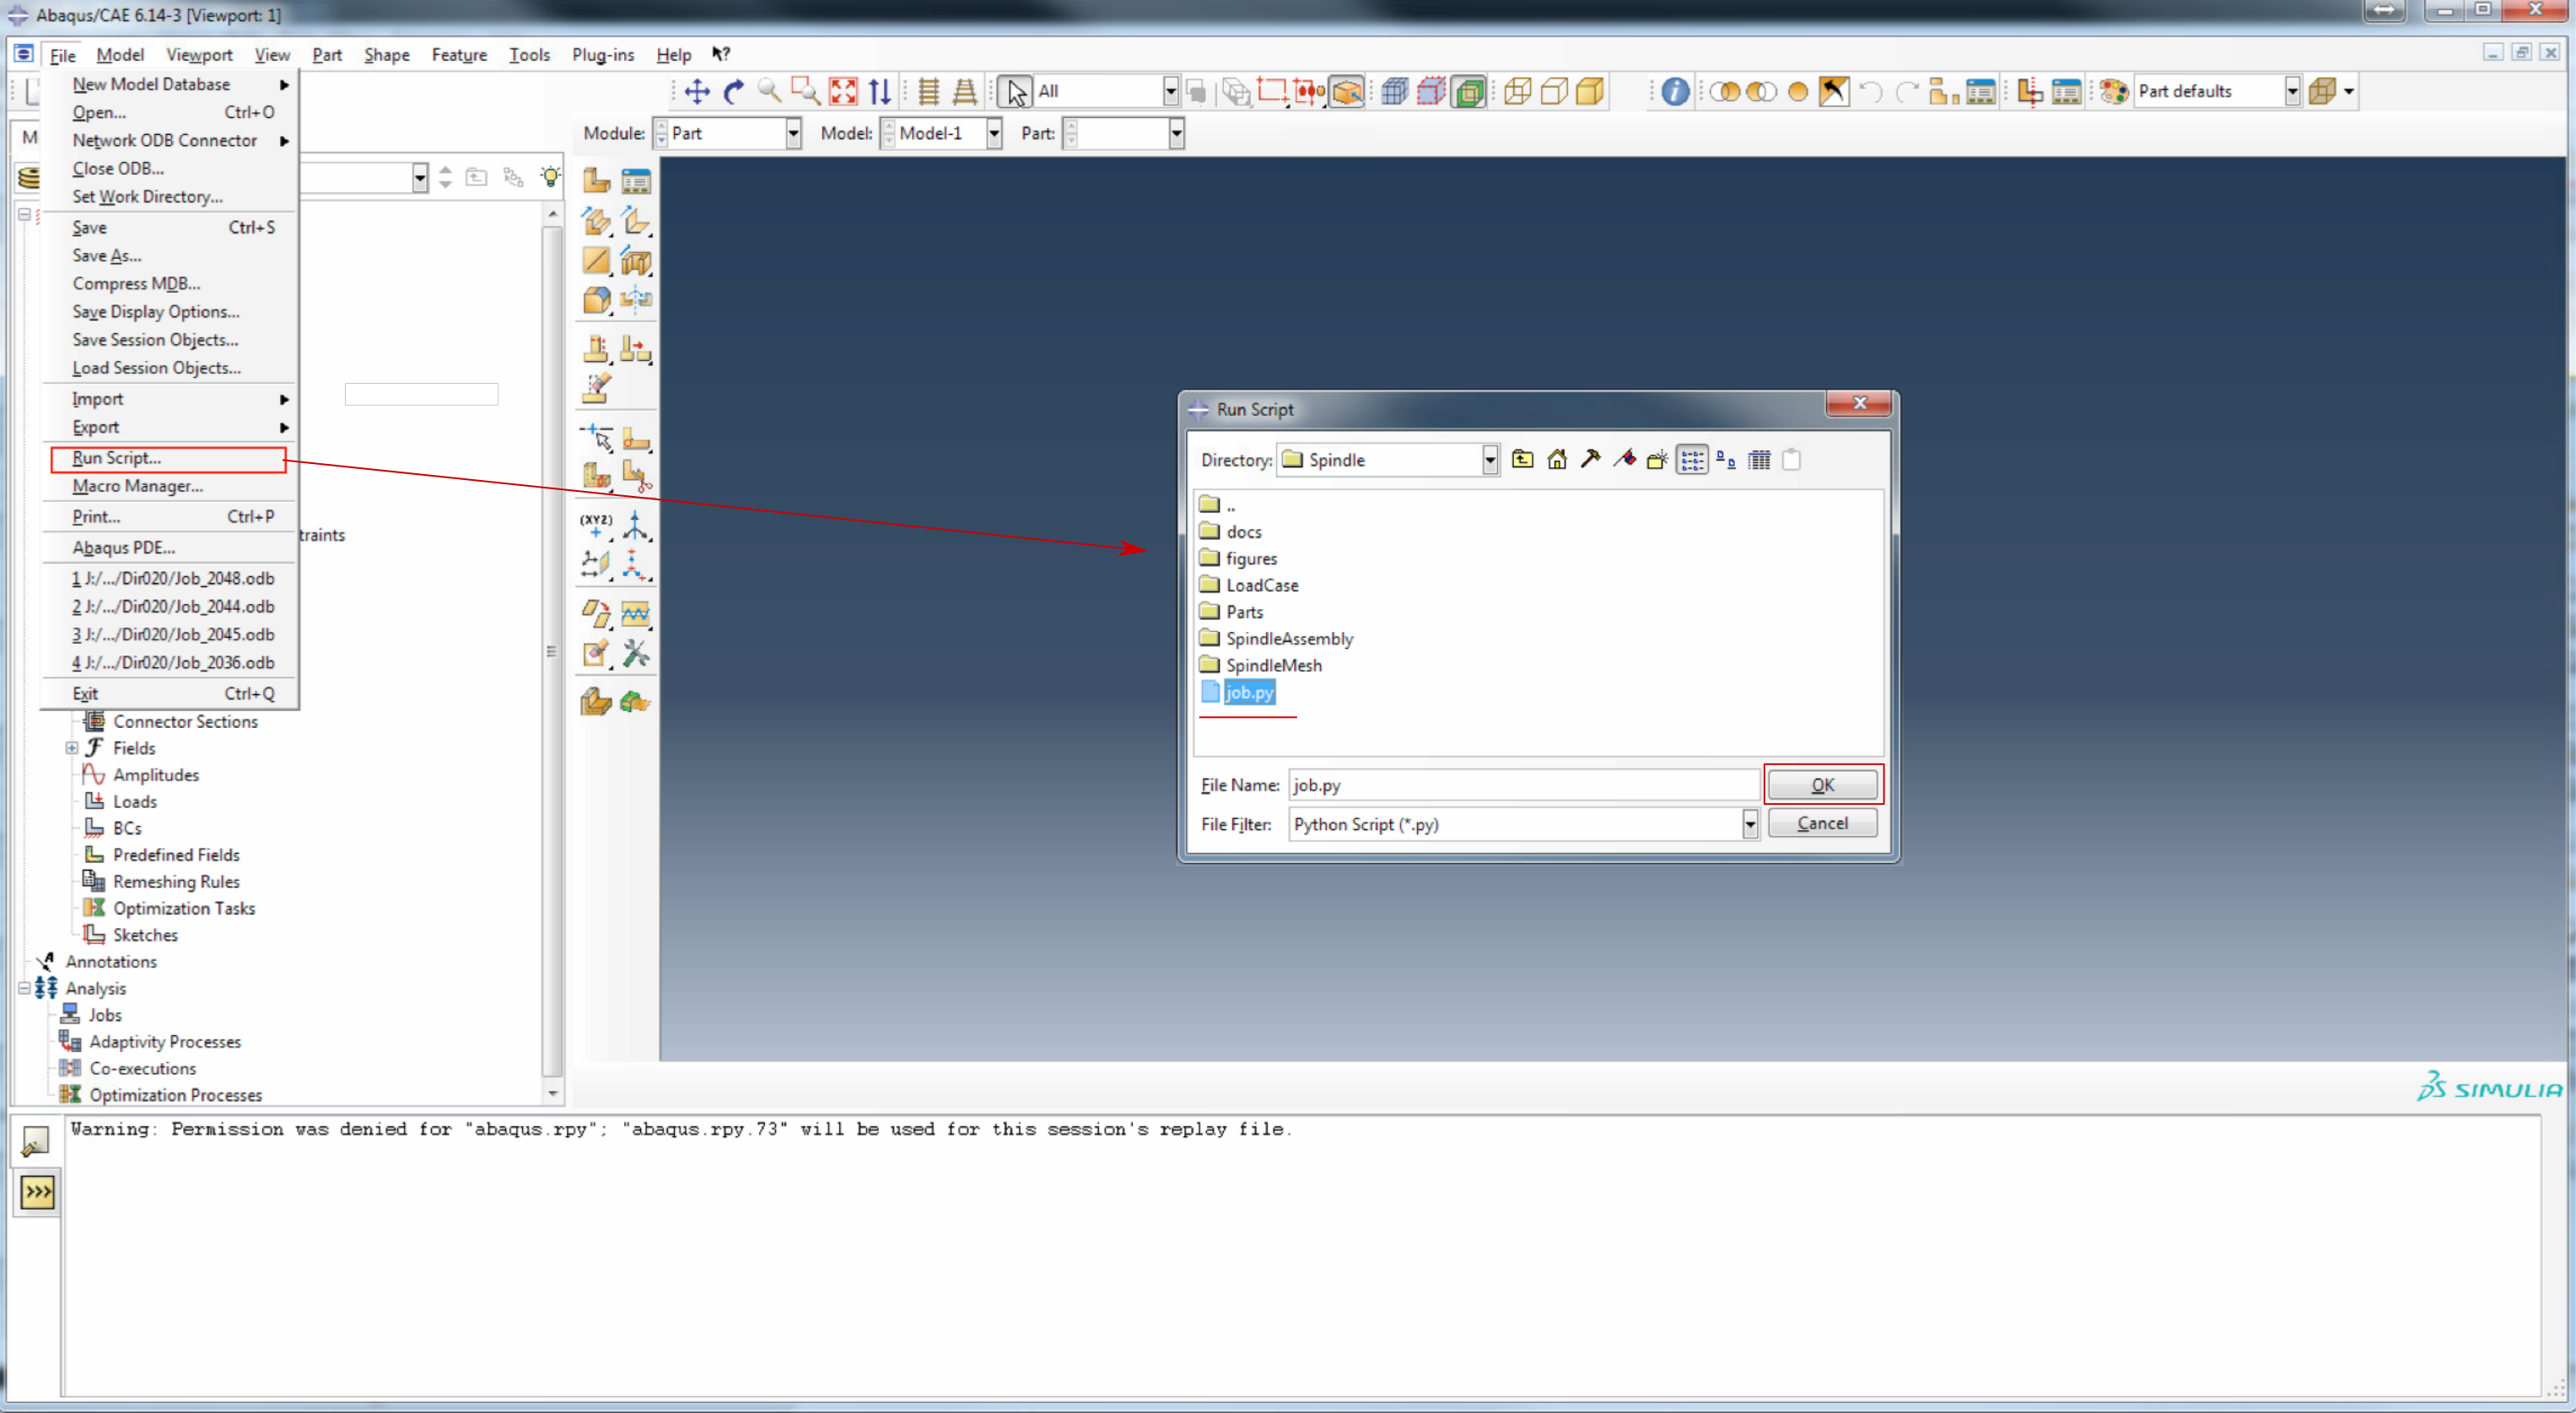 Abaqus/CAE 6.14-3 [Viewport: 1]
File Model Viewport View Part Shape Feature Tools Plug-ins Help ?
New Model Database
Open... Ctrl+O
Network ODB Connector
Close ODB...
Set Work Directory...
Save Ctrl+S
Save As...
Compress MDB...
Save Display Options...
Save Session Objects...
Load Session Objects...
Import
Export
Run Script...
Macro Manager...
Print... Ctrl+P
Abaqus PDE...
1 J:/.../Dir020/Job_2048.odb
2 J:/.../Dir020/Job_2044.odb
3 J:/.../Dir020/Job_2045.odb
4 J:/.../Dir020/Job_2036.odb
Exit Ctrl+Q
M
traints
Connector Sections
Fields
Amplitudes
Loads
BCs
Predefined Fields
Remeshing Rules
Optimization Tasks
Sketches
Annotations
Analysis
Jobs
Adaptivity Processes
Co-executions
Optimization Processes
All
Part defaults
Module: Part Model: Model-1 Part:
(XYZ)
Run Script
Directory: Spindle
..
docs
figures
LoadCase
Parts
SpindleAssembly
SpindleMesh
job.py
File Name: job.py OK
File Filter: Python Script (*.py) Cancel
SIMULIA
Warning: Permission was denied for "abaqus.rpy"; "abaqus.rpy.73" will be used for this session's replay file.
>>>